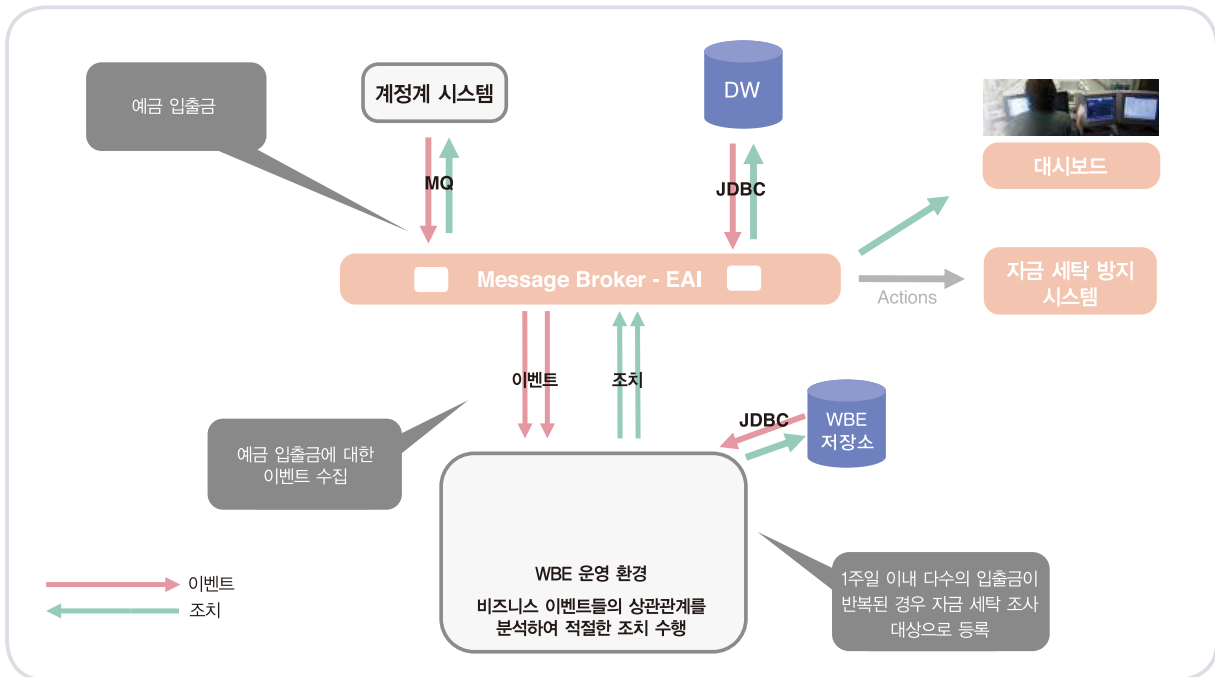 예금 입출금
계정계 시스템
DW
대시보드
MQ
JDBC
Message Broker - EAI
Actions
자금 세탁 방지
시스템
이벤트
조치
JDBC
WBE
저장소
예금 입출금에 대한
이벤트 수집
WBE 운영 환경
비즈니스 이벤트들의 상관관계를
분석하여 적절한 조치 수행
1주일 이내 다수의 입출금이
반복된 경우 자금 세탁 조사
대상으로 등록
이벤트
조치